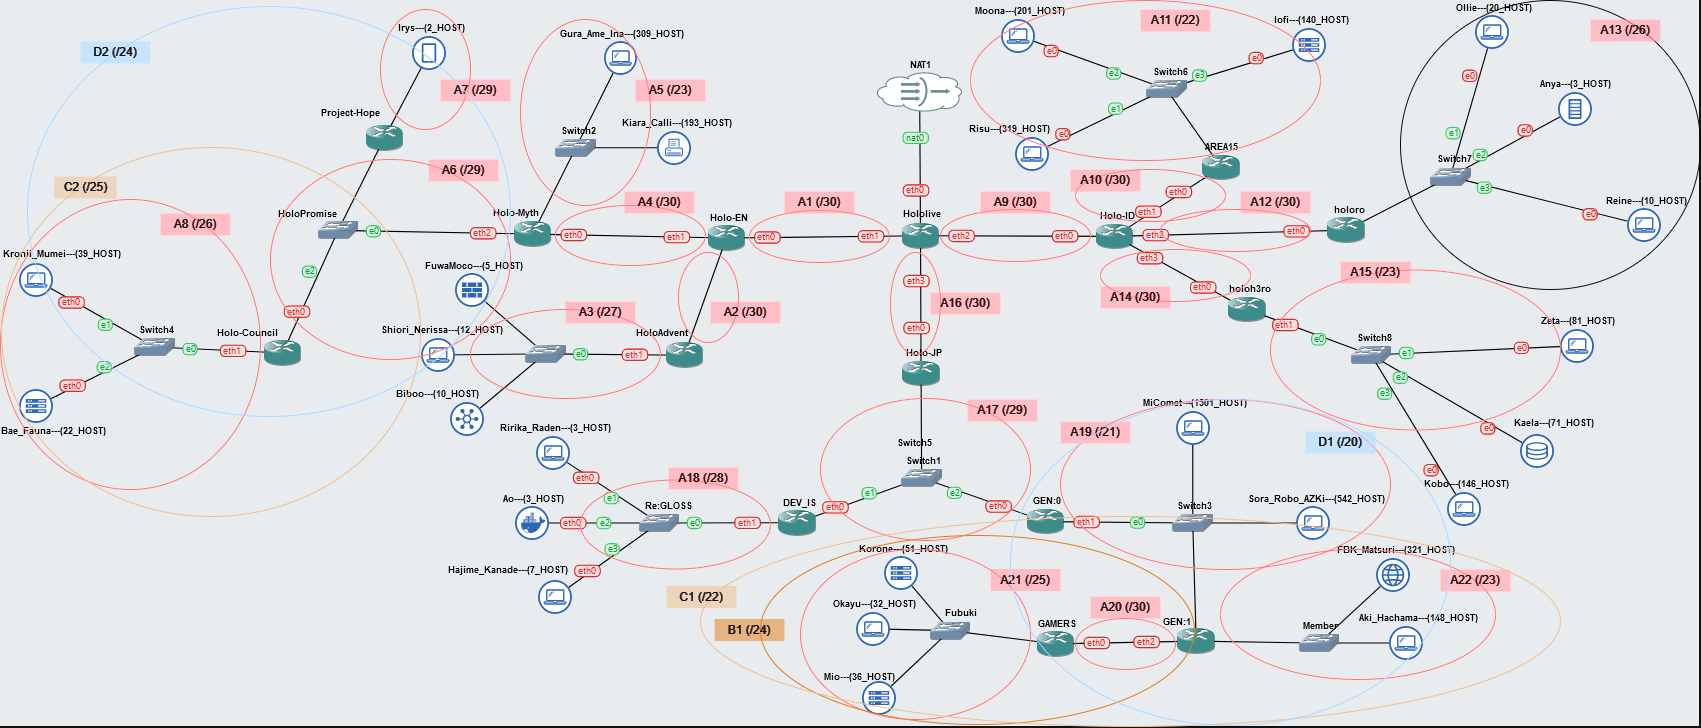 D2 (/24)
Irys---(2_HOST)
A7 (/29)
Project-Hope
Gura_Ame_Ina---(309_HOST)
A5 (/23)
Kiara_Calli---(193_HOST)
Switch2
NAT1
nat0
eth0
Hololive
Moona---(201_HOST)
A11 (/22)
Iofi---(140_HOST)
e0
e2
Switch6
e3
e0
e1
e0
Risu---(319_HOST)
AREA15
eth0
A10 (/30)
eth1
Ollie---(20_HOST)
A13 (/26)
e0
Anya---(3_HOST)
e1
e0
e2
Switch7
e3
Reine---(10_HOST)
e0
C2 (/25)
A6 (/29)
HoloPromise
e0
eth2
Holo-Myth
eth0
A4 (/30)
eth1
Holo-EN
eth0
A1 (/30)
eth1
eth2
A9 (/30)
eth0
Holo-ID
eth2
A12 (/30)
eth0
holoro
eth3
A14 (/30)
eth0
holoh3ro
eth1
A8 (/26)
Kronii_Mumei---(39_HOST)
eth0
e1
Switch4
e0
eth1
Holo-Council
eth0
e2
e2
eth0
Bae_Fauna---(22_HOST)
FuwaMoco---(5_HOST)
Shiori_Nerissa---(12_HOST)
A3 (/27)
e0
eth1
HoloAdvent
A2 (/30)
Biboo---(10_HOST)
eth3
A16 (/30)
eth0
Holo-JP
A15 (/23)
e0
Switch8
e1
e0
Zeta---(81_HOST)
e2
e3
e0
Kaela---(71_HOST)
e0
Kobo---(146_HOST)
Ririka_Raden---(3_HOST)
eth0
e1
A18 (/28)
Ao---(3_HOST)
eth0
e2
Re:GLOSS
e0
eth1
DEV_IS
e3
eth0
Hajime_Kanade---(7_HOST)
A17 (/29)
Switch5
Switch1
eth0
e1
e2
eth0
GEN:0
eth1
e0
Switch3
A19 (/21)
MiComet---(1501_HOST)
D1 (/20)
Sora_Robo_AZKi---(542_HOST)
C1 (/22)
B1 (/24)
Korone---(51_HOST)
A21 (/25)
Okayu---(32_HOST)
Fubuki
Mio---(36_HOST)
GAMERS
eth0
A20 (/30)
eth2
GEN:1
FBK_Matsuri---(321_HOST)
A22 (/23)
Member
Aki_Hachama---(148_HOST)